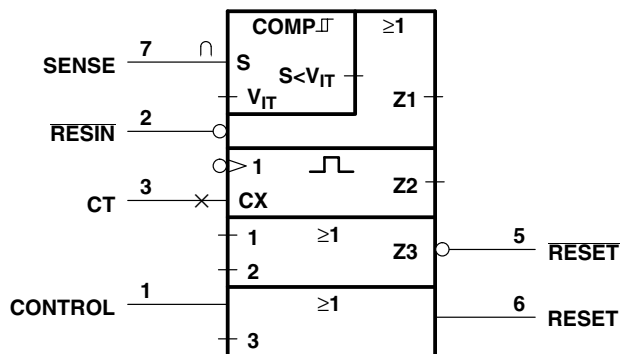 COMP ≥1
7 ∩
SENSE S
S<V_IT
V_IT Z1
2
RESIN
1
3 Z2
CT CX
1 ≥1
Z3 5
RESET
2
1
CONTROL ≥1 6
RESET
3